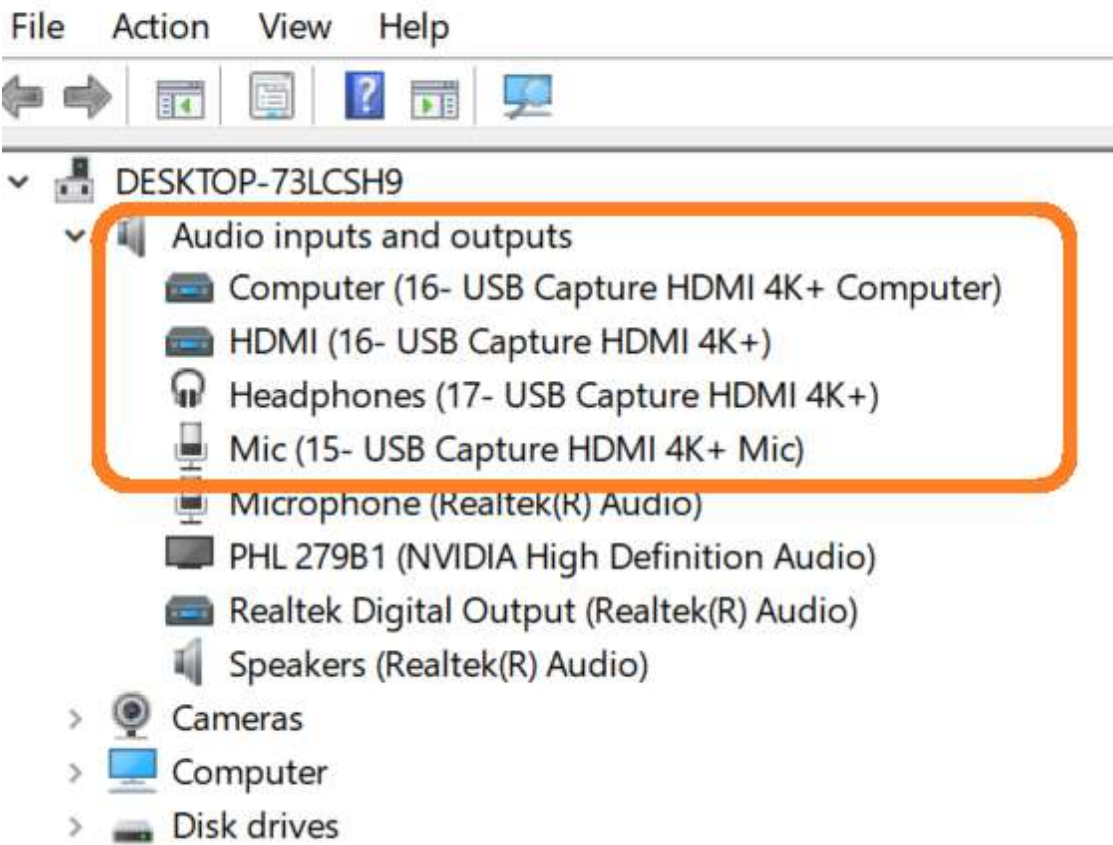 File Action View Help
?
DESKTOP-73LCSH9
Audio inputs and outputs
Computer (16- USB Capture HDMI 4K+ Computer)
HDMI (16- USB Capture HDMI 4K+)
Headphones (17- USB Capture HDMI 4K+)
Mic (15- USB Capture HDMI 4K+ Mic)
Microphone (Realtek(R) Audio)
PHL 279B1 (NVIDIA High Definition Audio)
Realtek Digital Output (Realtek(R) Audio)
Speakers (Realtek(R) Audio)
Cameras
Computer
Disk drives